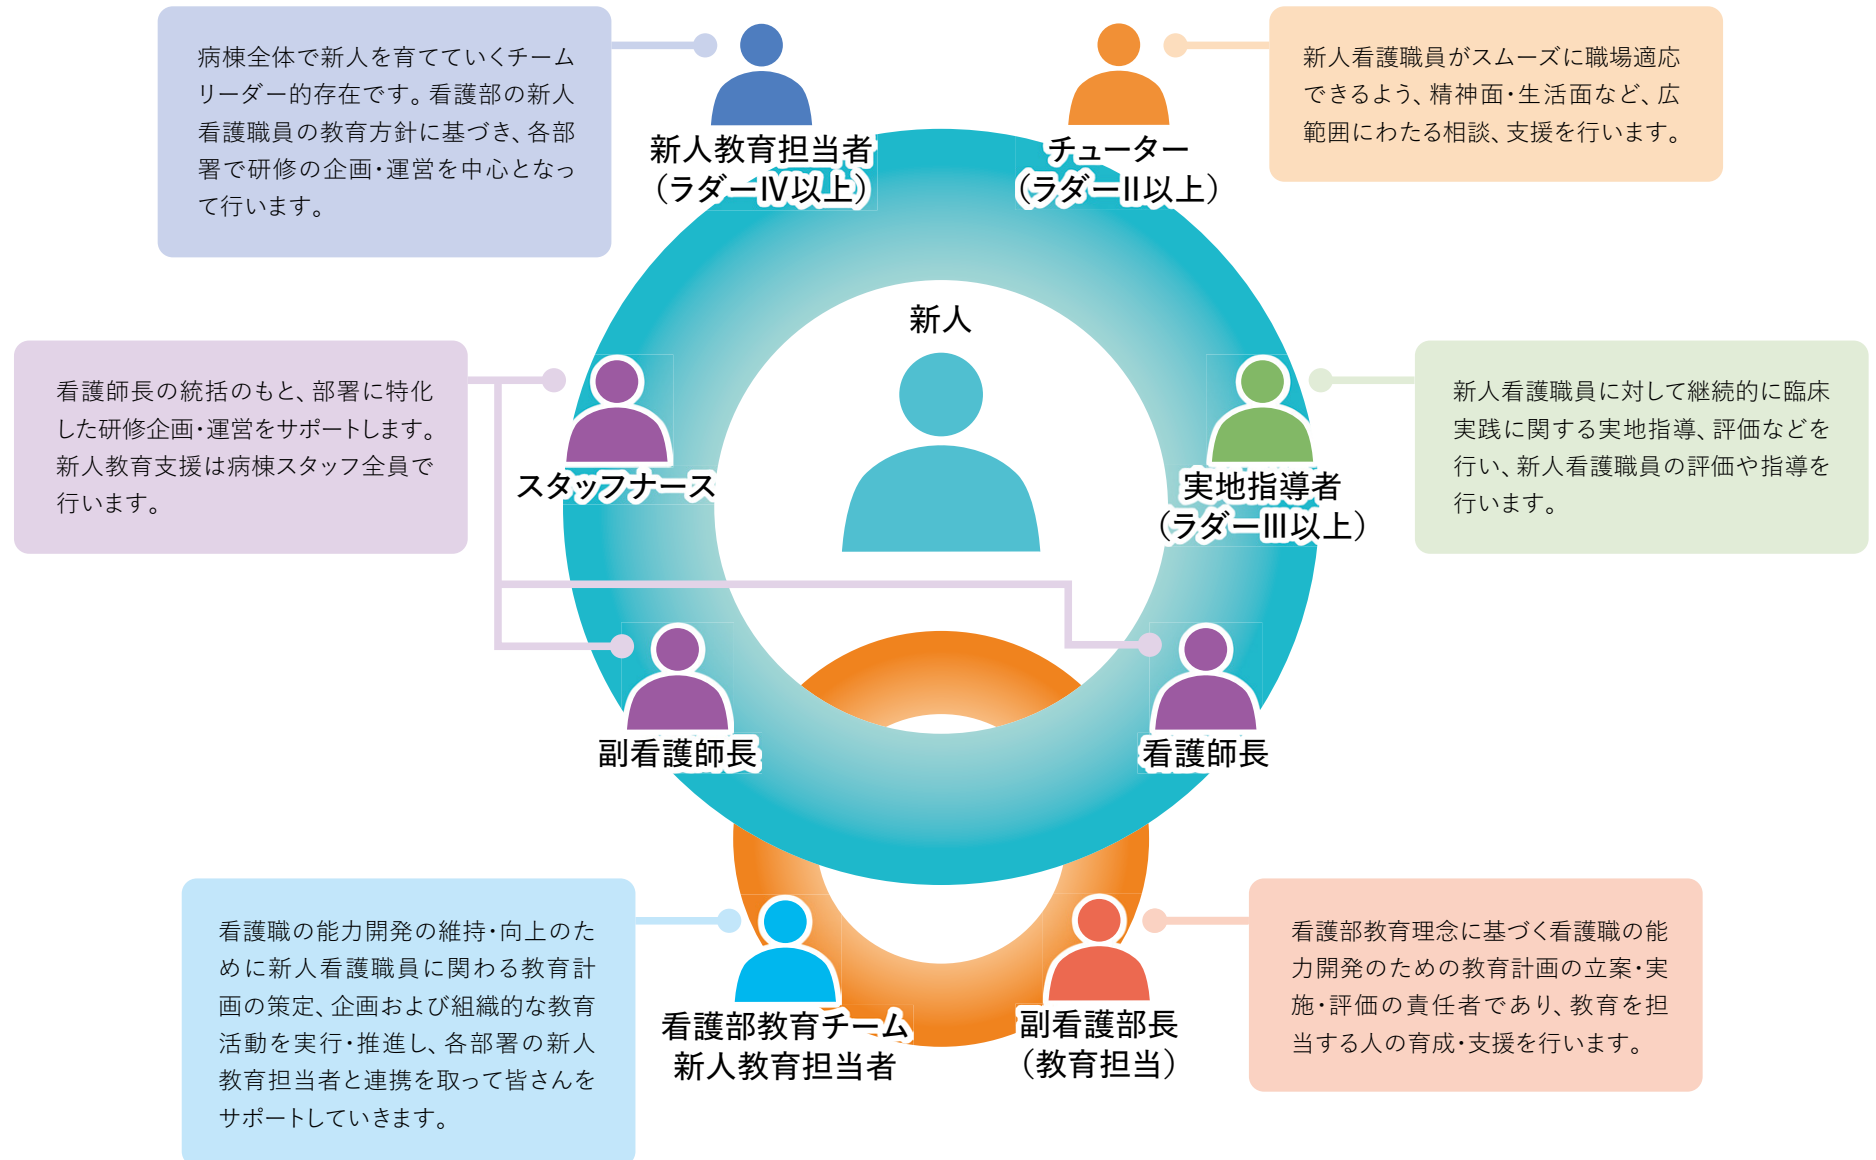 病棟全体で新人を育てていくチーム
リーダー的存在です。看護部の新人
看護職員の教育方針に基づき、各部
署で研修の企画・運営を中心となっ
て行います。
新人教育担当者
（ラダーⅣ以上）
チューター
（ラダーⅡ以上）
新人看護職員がスムーズに職場適応
できるよう、精神面・生活面など、広
範囲にわたる相談、支援を行います。
新人
看護師長の統括のもと、部署に特化
した研修企画・運営をサポートします。
新人教育支援は病棟スタッフ全員で
行います。
スタッフナース
実地指導者
（ラダーⅢ以上）
新人看護職員に対して継続的に臨床
実践に関する実地指導、評価などを
行い、新人看護職員の評価や指導を
行います。
副看護師長
看護師長
看護職の能力開発の維持・向上のた
めに新人看護職員に関わる教育計
画の策定、企画および組織的な教育
活動を実行・推進し、各部署の新人
教育担当者と連携を取って皆さんを
サポートしていきます。
看護部教育チーム
新人教育担当者
副看護部長
（教育担当）
看護部教育理念に基づく看護職の能
力開発のための教育計画の立案・実
施・評価の責任者であり、教育を担
当する人の育成・支援を行います。